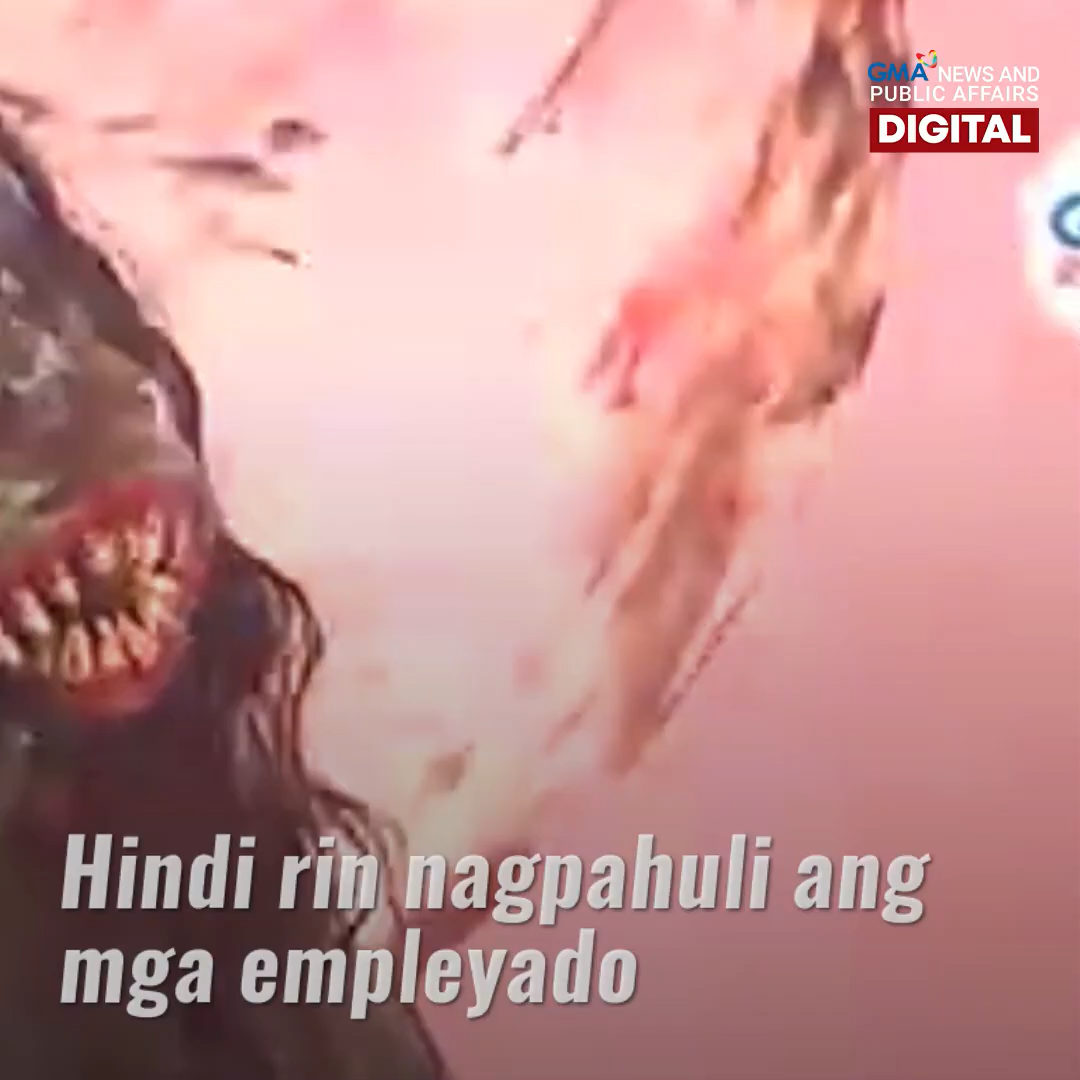 GMA NEWS AND
PUBLIC AFFAIRS
DIGITAL
Hindi rin nagpahuli ang
mga empleyado